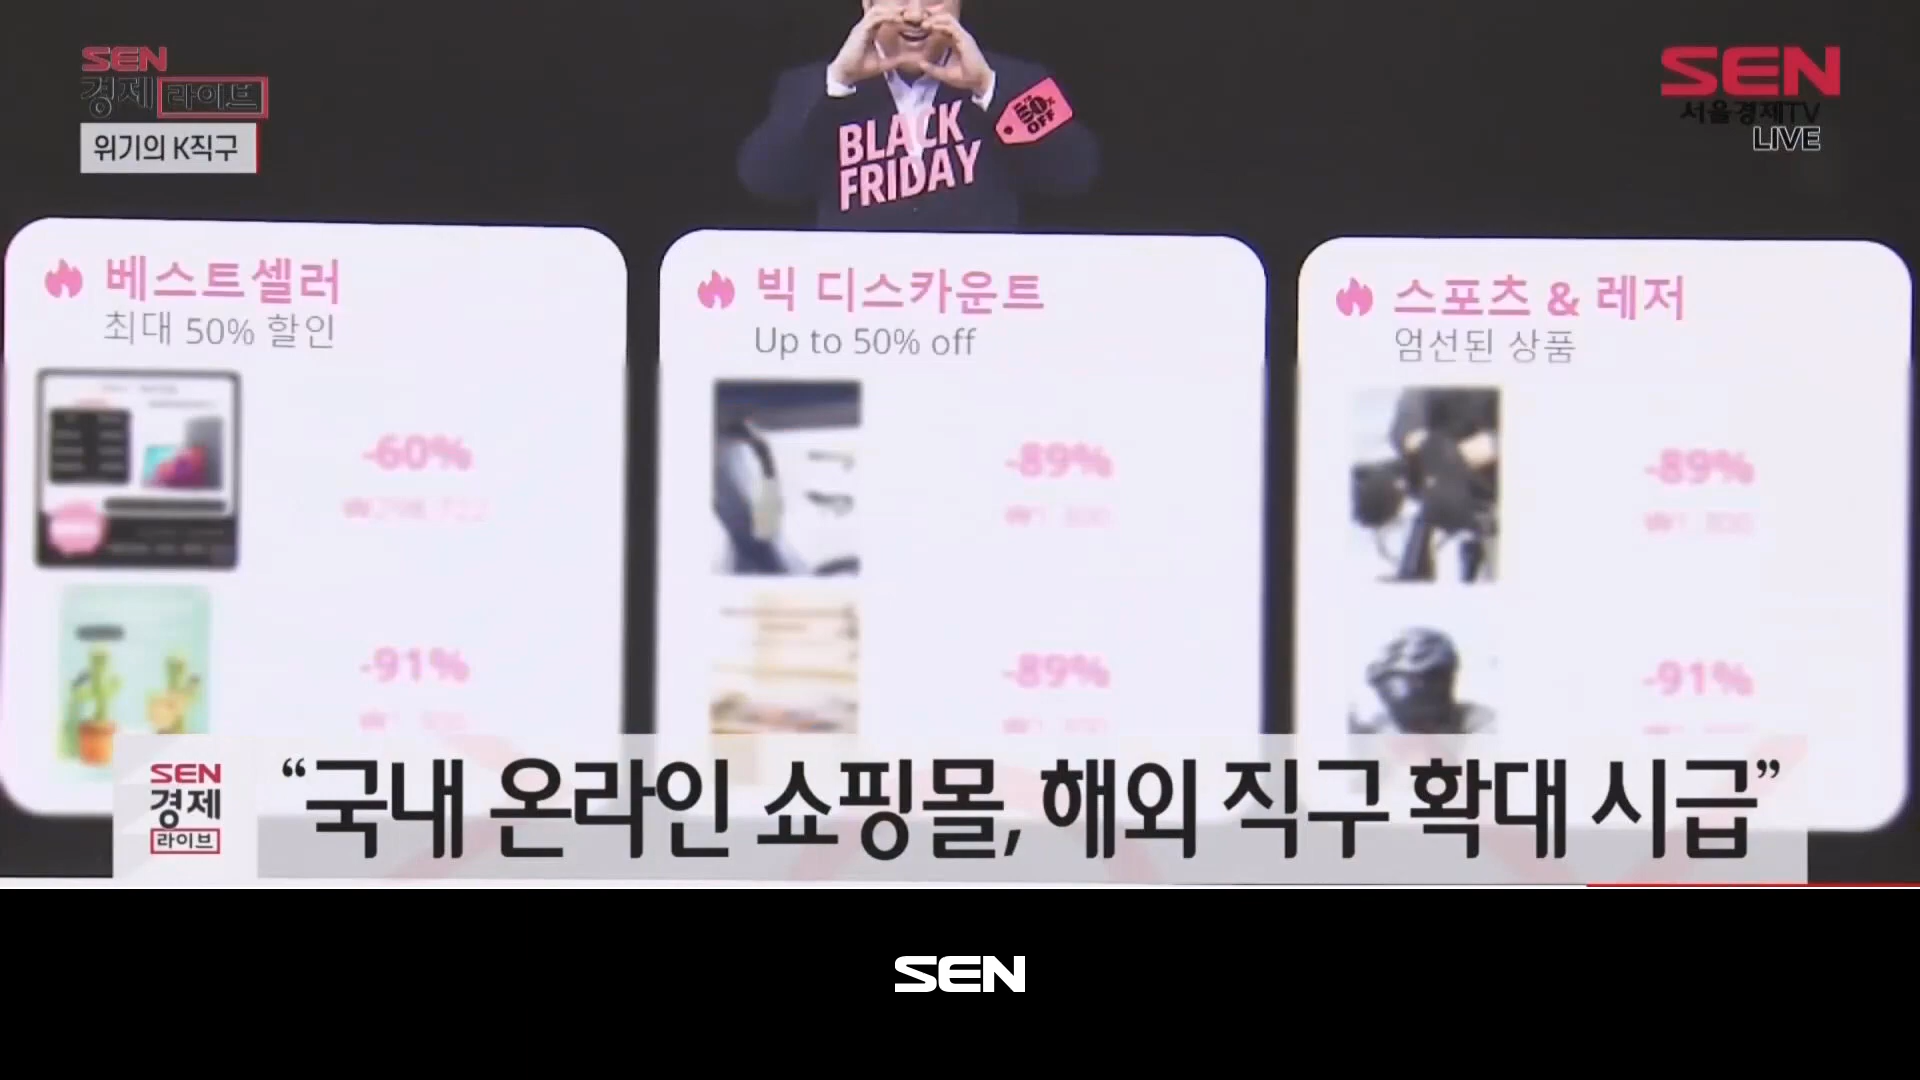 SEN
경제 라이브
위기의 K직구
SEN
서울경제TV
LIVE
BLACK
FRIDAY
OFF
베스트셀러
최대 50% 할인
-60%
-91%
빅 디스카운트
Up to 50% off
-89%
-89%
스포츠 & 레저
엄선된 상품
-89%
-91%
SEN
경제
라이브
“국내 온라인 쇼핑몰, 해외 직구 확대 시급”
SEN